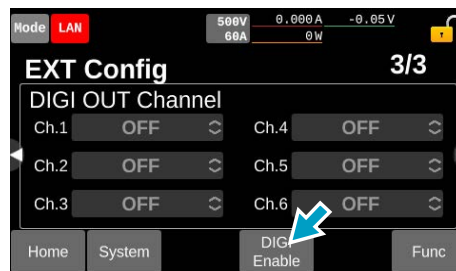 Mode LAN 500V 0.000A -0.05V
60A 0W
EXT Config 3/3
DIGI OUT Channel
Ch.1 OFF Ch.4 OFF
Ch.2 OFF Ch.5 OFF
Ch.3 OFF Ch.6 OFF
Home System DIGI Enable Func